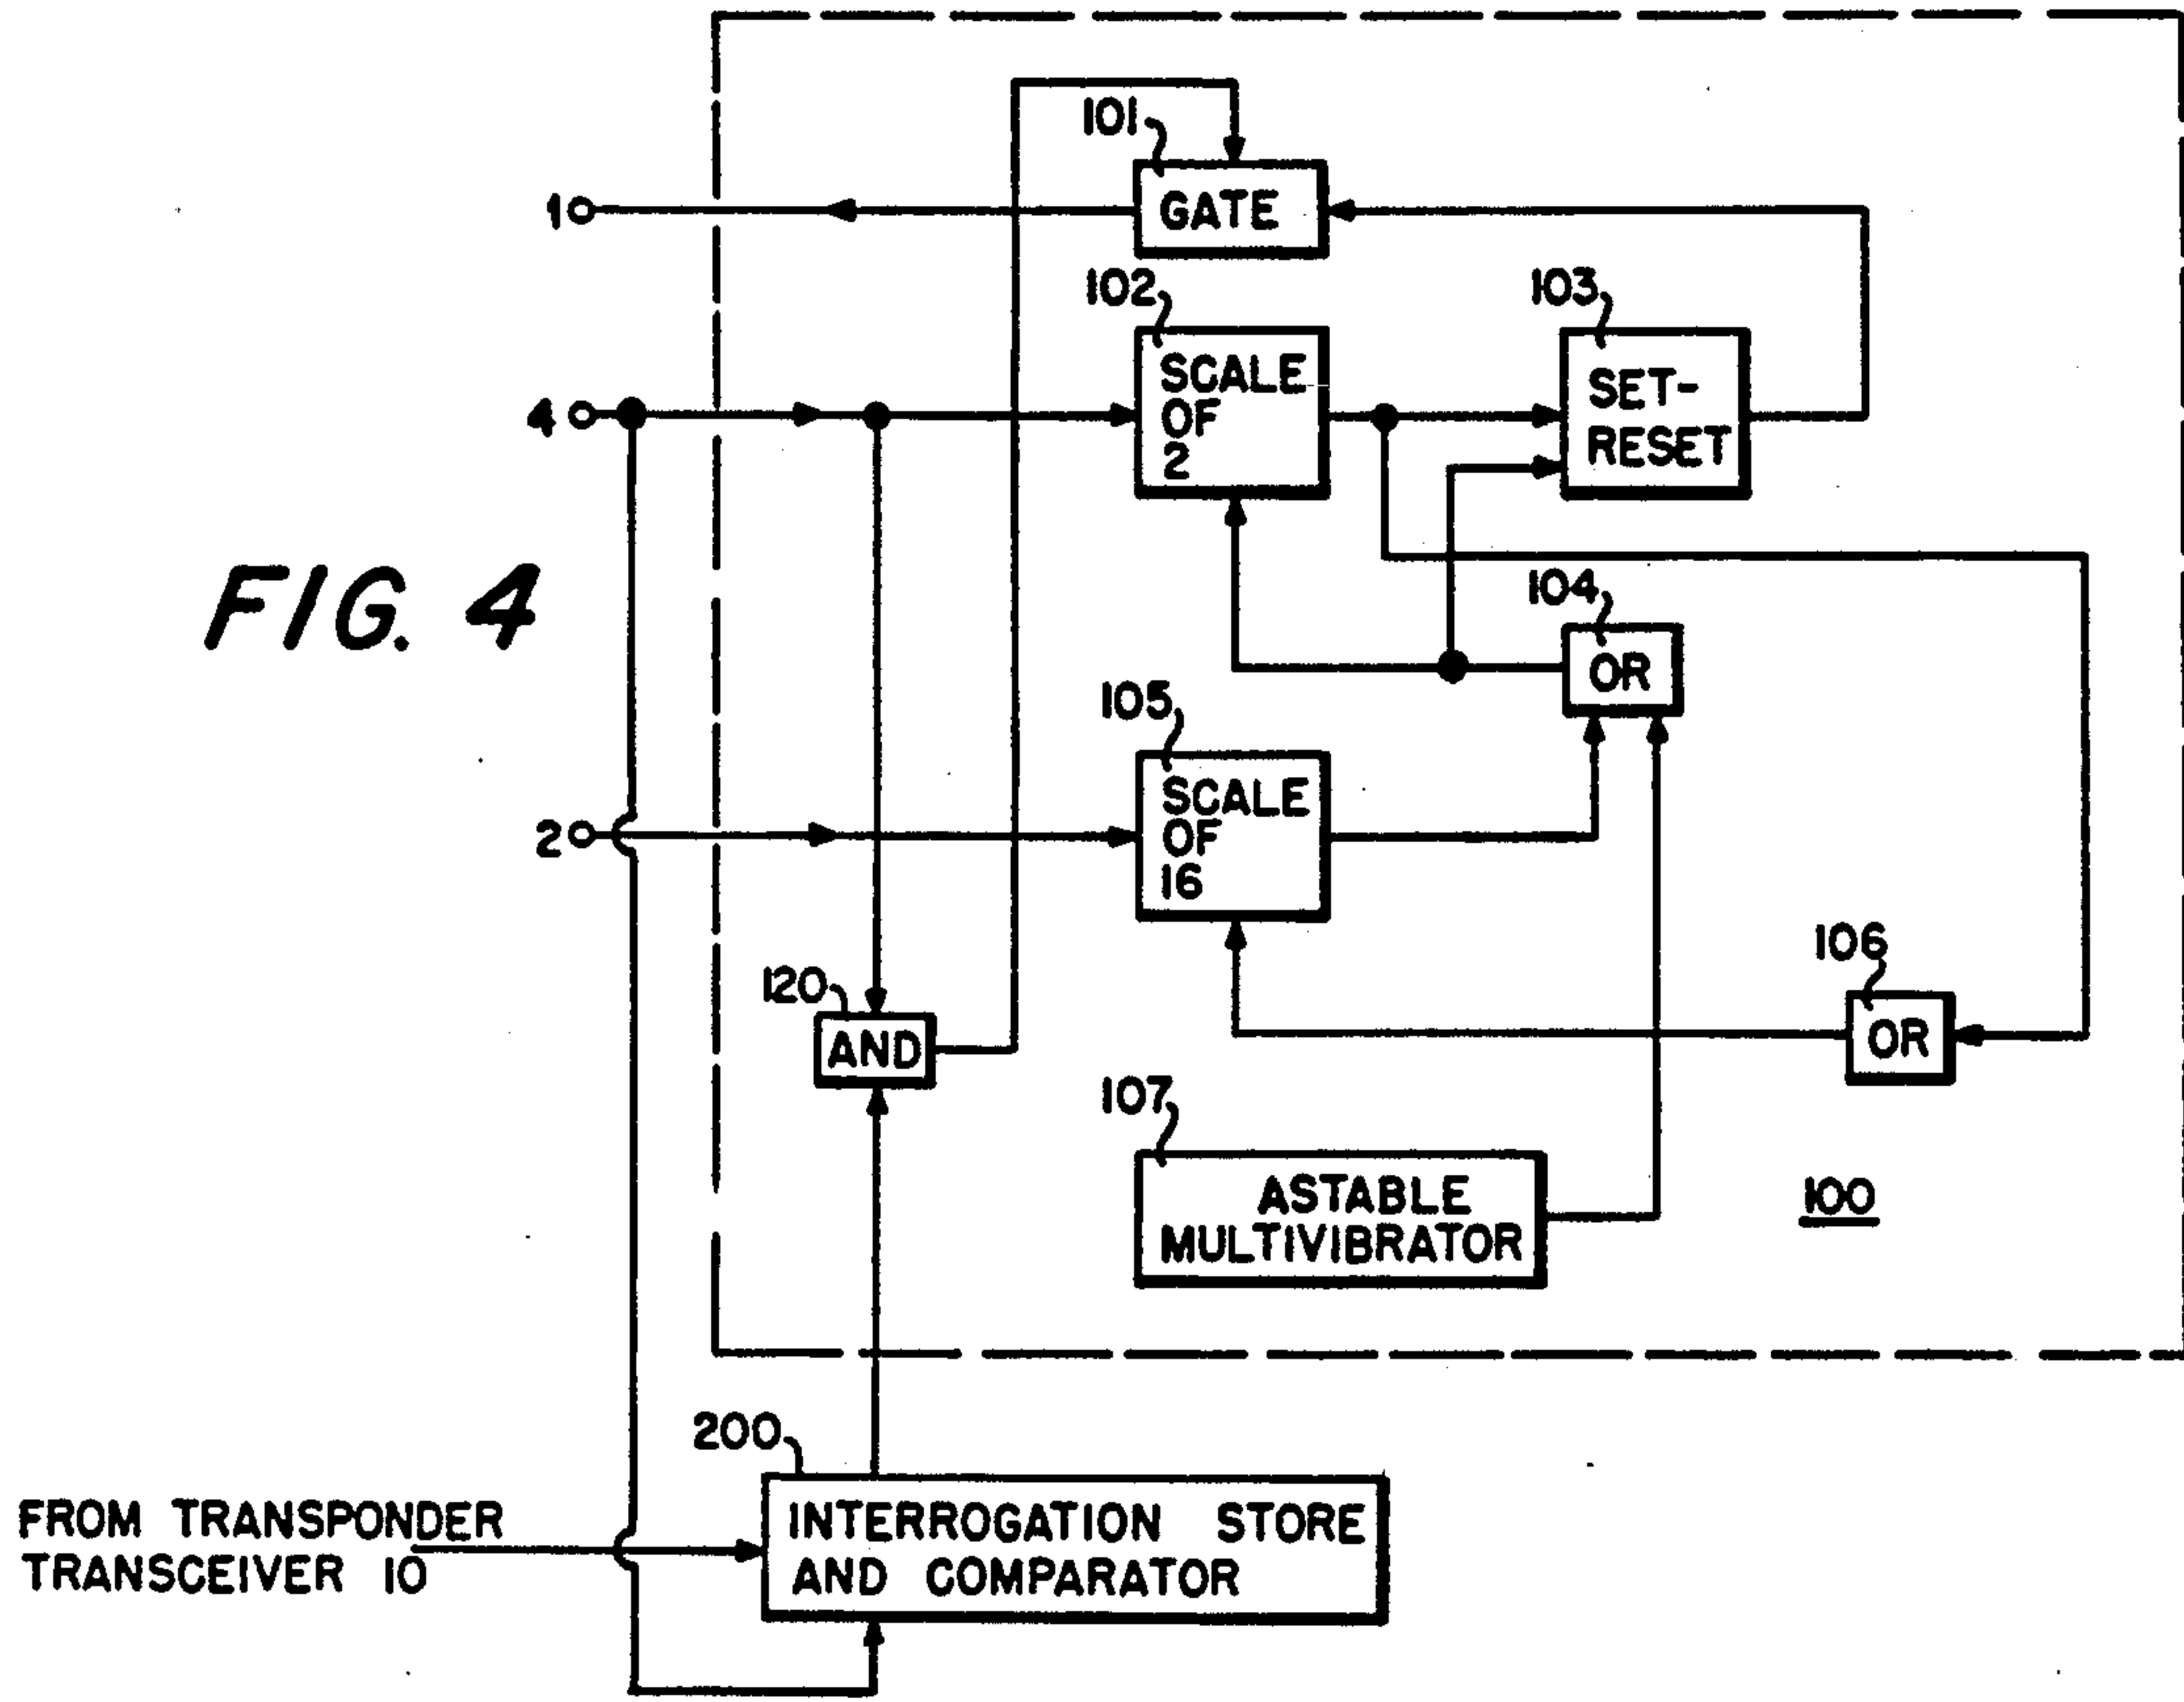 101
1
GATE
102
103
4
SCALE
OF
2
SET-
RESET
FIG. 4
104
OR
105
2
SCALE
OF
16
106
OR
120
AND
107
ASTABLE
MULTIVIBRATOR
100
200
FROM TRANSPONDER
TRANSCEIVER 10
INTERROGATION STORE
AND COMPARATOR